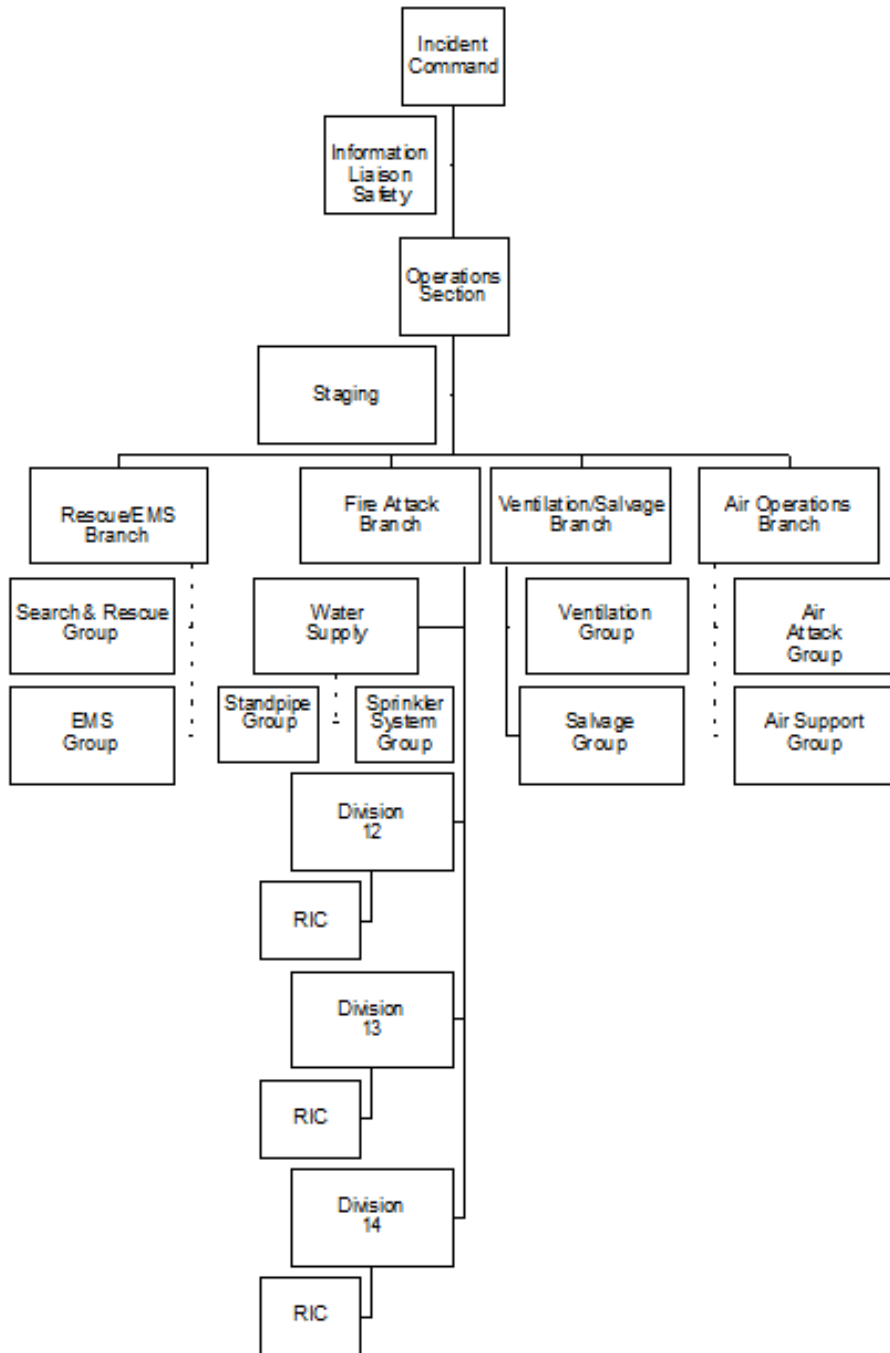 Incident
Command
Information
Liaison
Safety
Operations
Section
Staging
Rescue/EMS
Branch
Fire Attack
Branch
Ventilation/Salvage
Branch
Air Operations
Branch
Search & Rescue
Group
Water
Supply
Ventilation
Group
Air
Attack
Group
EMS
Group
Standpipe
Group
Sprinkler
System
Group
Salvage
Group
Air Support
Group
Division
12
RIC
Division
13
RIC
Division
14
RIC